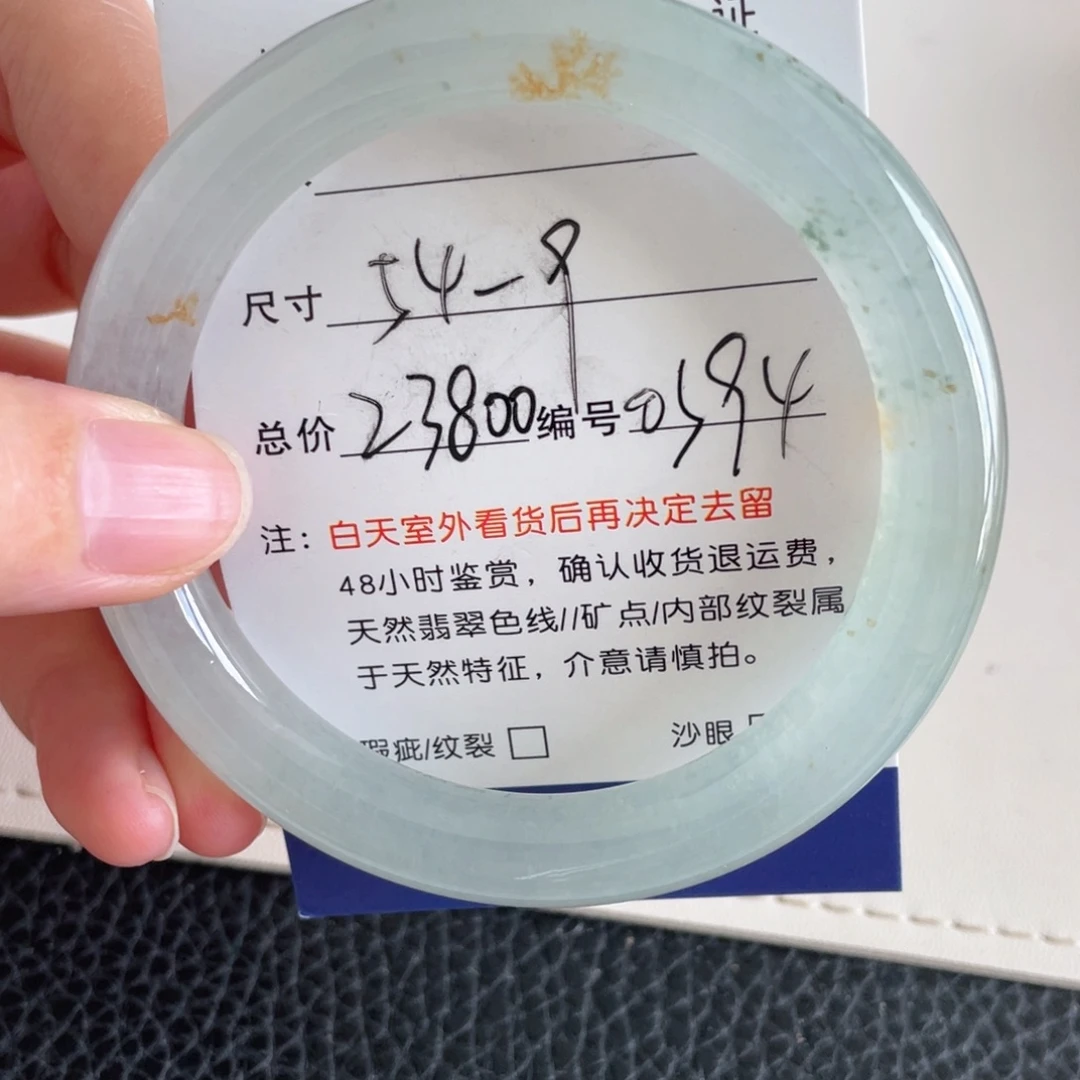 证
尺寸 54-9
总价 23800 编号 0594
注：白天室外看货后再决定去留
48小时鉴赏，确认收货退运费，
天然翡翠色线//矿点/内部纹裂属
于天然特征，介意请慎拍。
瑕疵/纹裂 沙眼